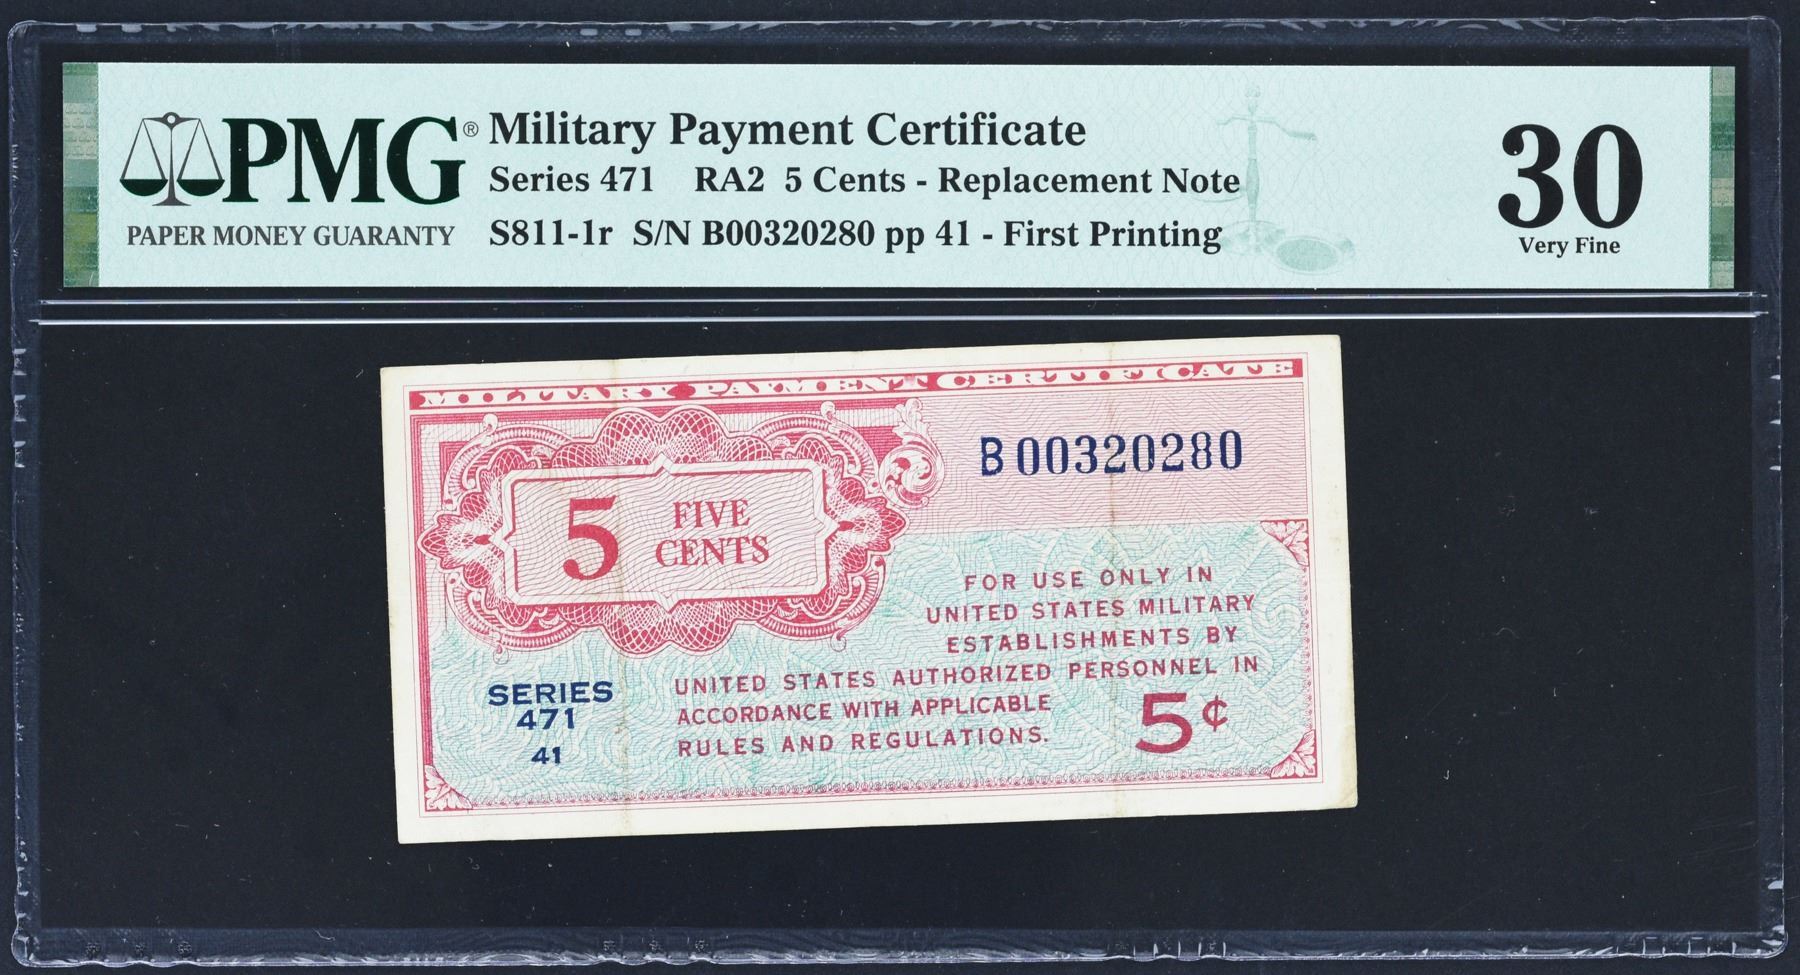 PMG®
PAPER MONEY GUARANTY
Military Payment Certificate
Series 471 RA2 5 Cents - Replacement Note
S811-1r S/N B00320280 pp 41 - First Printing
30
Very Fine
MILITARY PAYMENT CERTIFICATE
B00320280
5 FIVE
CENTS
FOR USE ONLY IN
UNITED STATES MILITARY
ESTABLISHMENTS BY
UNITED STATES AUTHORIZED PERSONNEL IN
ACCORDANCE WITH APPLICABLE
RULES AND REGULATIONS.
SERIES
471
41
5¢